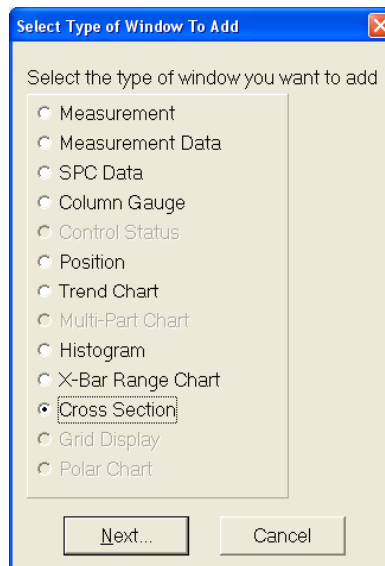 Select Type of Window To Add
Select the type of window you want to add
Measurement
Measurement Data
SPC Data
Column Gauge
Control Status
Position
Trend Chart
Multi-Part Chart
Histogram
X-Bar Range Chart
Cross Section
Grid Display
Polar Chart
Next...
Cancel